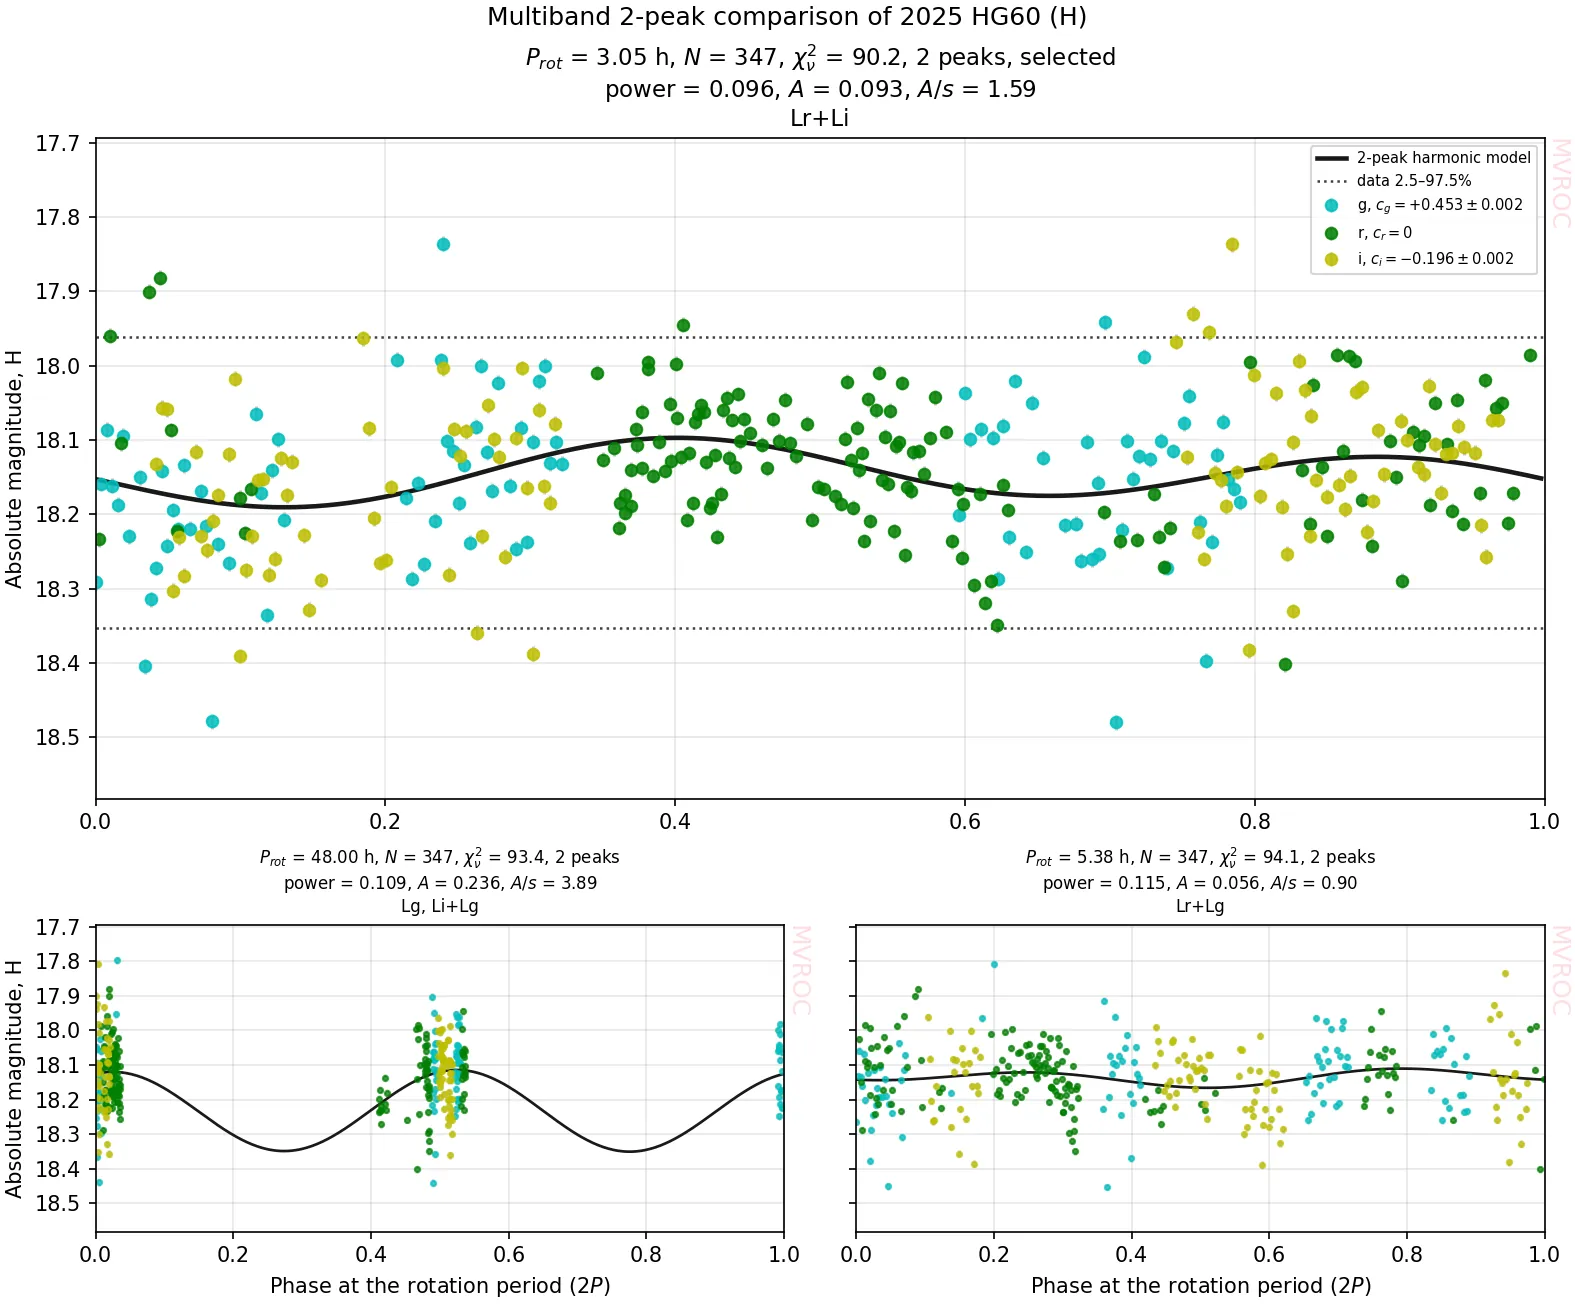 Multiband 2-peak comparison of 2025 HG60 (H)
P_rot = 3.05 h, N = 347, χ²_ν = 90.2, 2 peaks, selected
power = 0.096, A = 0.093, A/s = 1.59
Lr+Li
17.7
17.8
17.9
18.0
18.1
18.2
18.3
18.4
18.5
Absolute magnitude, H
2-peak harmonic model
data 2.5–97.5%
g, c_g = +0.453 ± 0.002
r, c_r = 0
i, c_i = −0.196 ± 0.002
MVROC
0.0 0.2 0.4 0.6 0.8 1.0
P_rot = 48.00 h, N = 347, χ²_ν = 93.4, 2 peaks
power = 0.109, A = 0.236, A/s = 3.89
Lg, Li+Lg
17.7
17.8
17.9
18.0
18.1
18.2
18.3
18.4
18.5
Absolute magnitude, H
MVROC
0.0 0.2 0.4 0.6 0.8 1.0
Phase at the rotation period (2P)
P_rot = 5.38 h, N = 347, χ²_ν = 94.1, 2 peaks
power = 0.115, A = 0.056, A/s = 0.90
Lr+Lg
MVROC
0.0 0.2 0.4 0.6 0.8 1.0
Phase at the rotation period (2P)